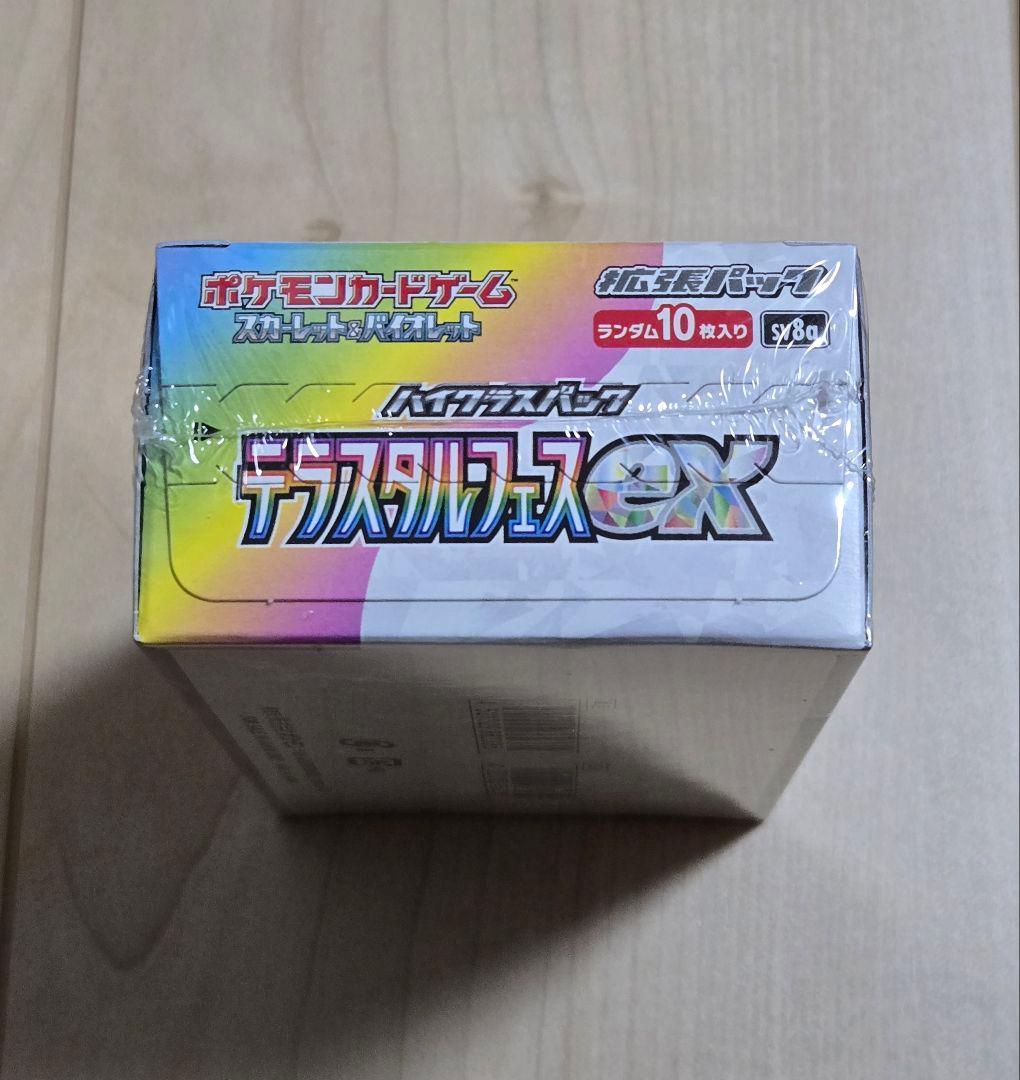 ポケモンカードゲーム
スカーレット&バイオレット
拡張パック
ランダム10枚入り
sv8a
ハイクラスパック
テラスタルフェスex